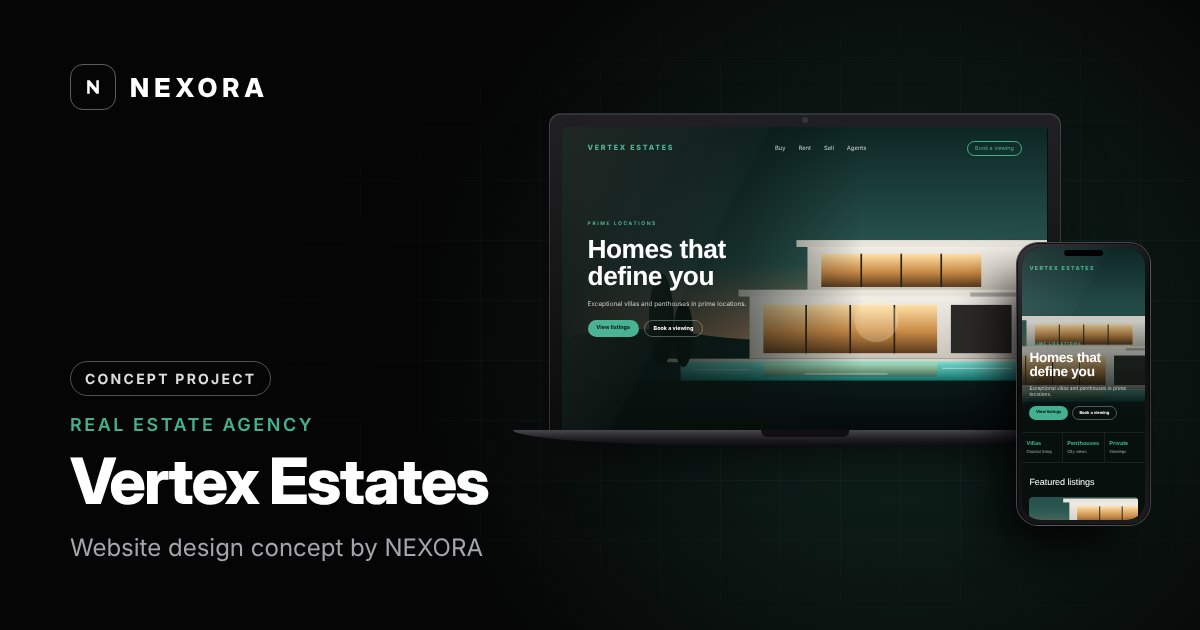 N NEXORA
CONCEPT PROJECT
REAL ESTATE AGENCY
Vertex Estates
Website design concept by NEXORA
VERTEX ESTATES
Buy Rent Sell Agents
Book a viewing
PRIME LOCATIONS
Homes that
define you
Exceptional villas and penthouses in prime locations.
View listings Book a viewing
VERTEX ESTATES
PRIME LOCATIONS
Homes that
define you
Exceptional villas and penthouses in prime
locations.
View listings Book a viewing
Villas Penthouses Private
Coastal living City views Viewings
Featured listings